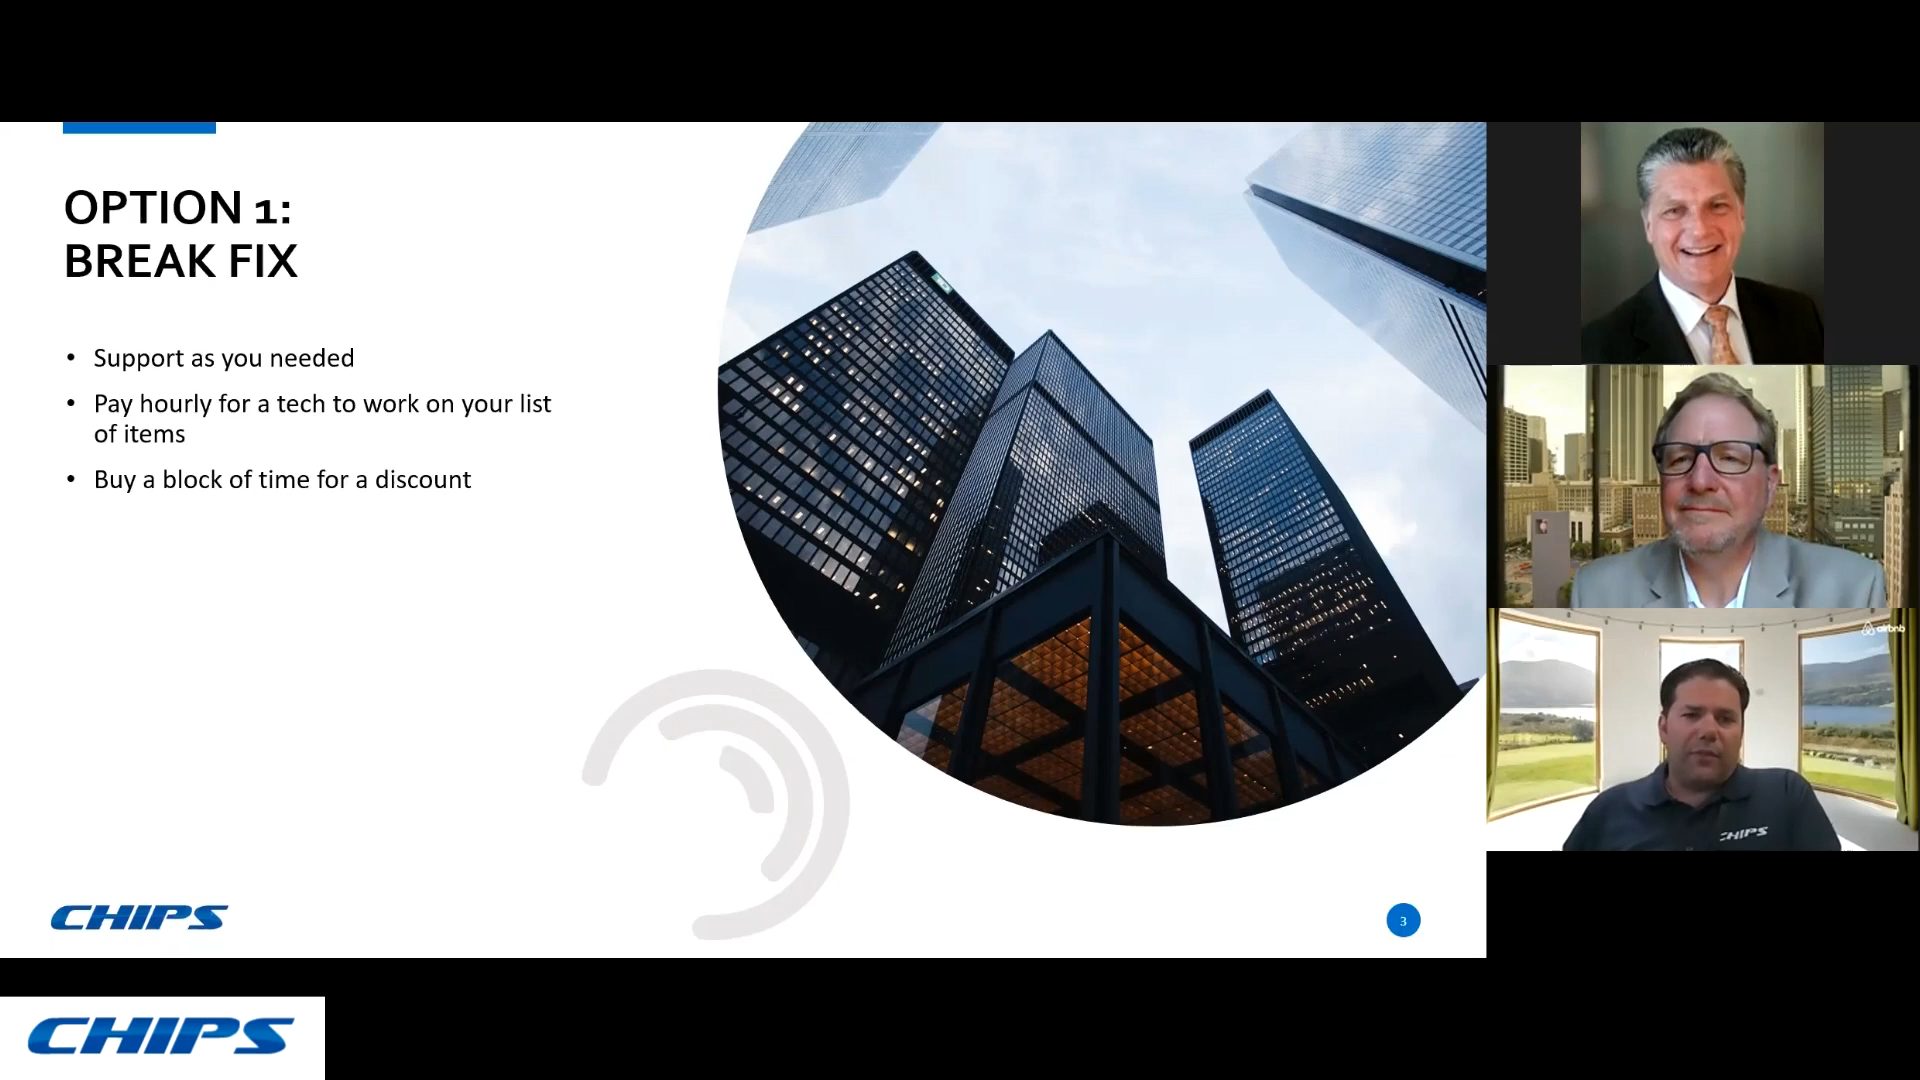 OPTION 1:
BREAK FIX
• Support as you needed
• Pay hourly for a tech to work on your list
of items
• Buy a block of time for a discount
CHIPS
3
airbnb
CHIPS
CHIPS